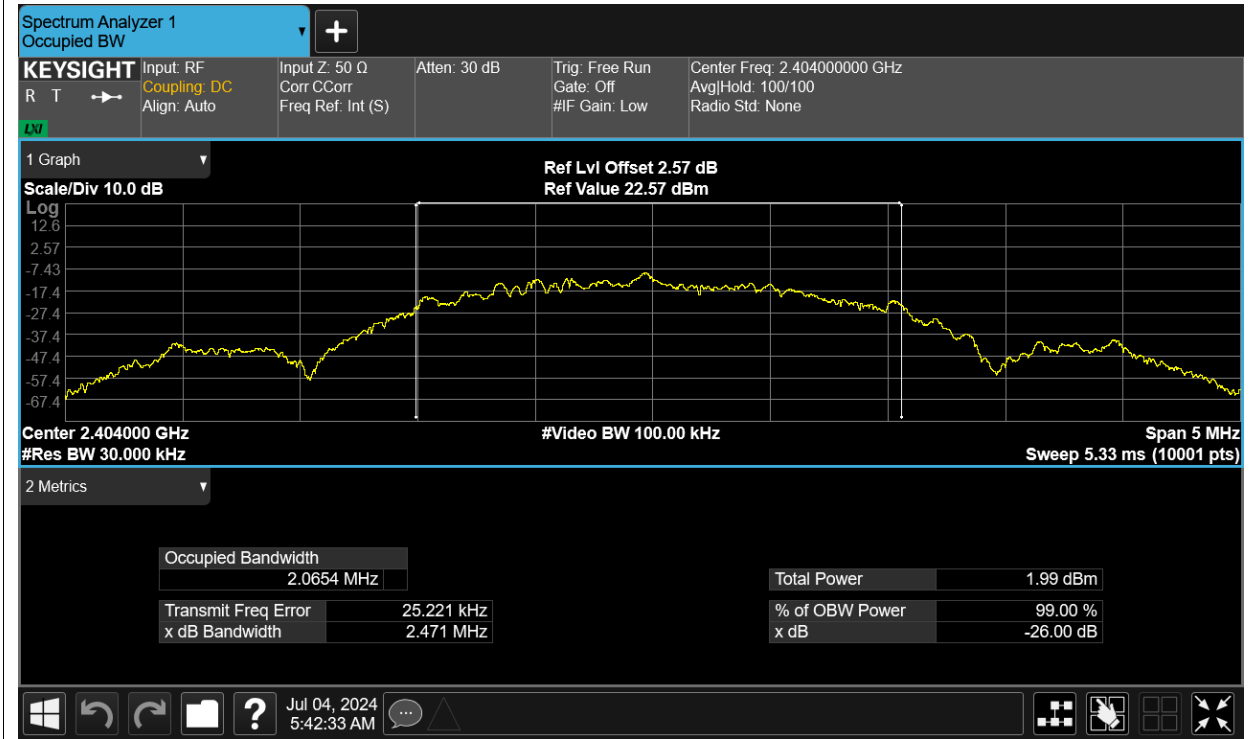 Spectrum Analyzer 1
Occupied BW
KEYSIGHT
R T
LXI
Input: RF
Coupling: DC
Align: Auto
Input Z: 50 Ω
Corr CCorr
Freq Ref: Int (S)
Atten: 30 dB
Trig: Free Run
Gate: Off
#IF Gain: Low
Center Freq: 2.404000000 GHz
Avg|Hold: 100/100
Radio Std: None
1 Graph
Scale/Div 10.0 dB
Ref Lvl Offset 2.57 dB
Ref Value 22.57 dBm
Log
12.6
2.57
-7.43
-17.4
-27.4
-37.4
-47.4
-57.4
-67.4
Center 2.404000 GHz
#Video BW 100.00 kHz
Span 5 MHz
#Res BW 30.000 kHz
Sweep 5.33 ms (10001 pts)
2 Metrics
Occupied Bandwidth
2.0654 MHz
Transmit Freq Error 25.221 kHz
x dB Bandwidth 2.471 MHz
Total Power 1.99 dBm
% of OBW Power 99.00 %
x dB -26.00 dB
?
Jul 04, 2024
5:42:33 AM